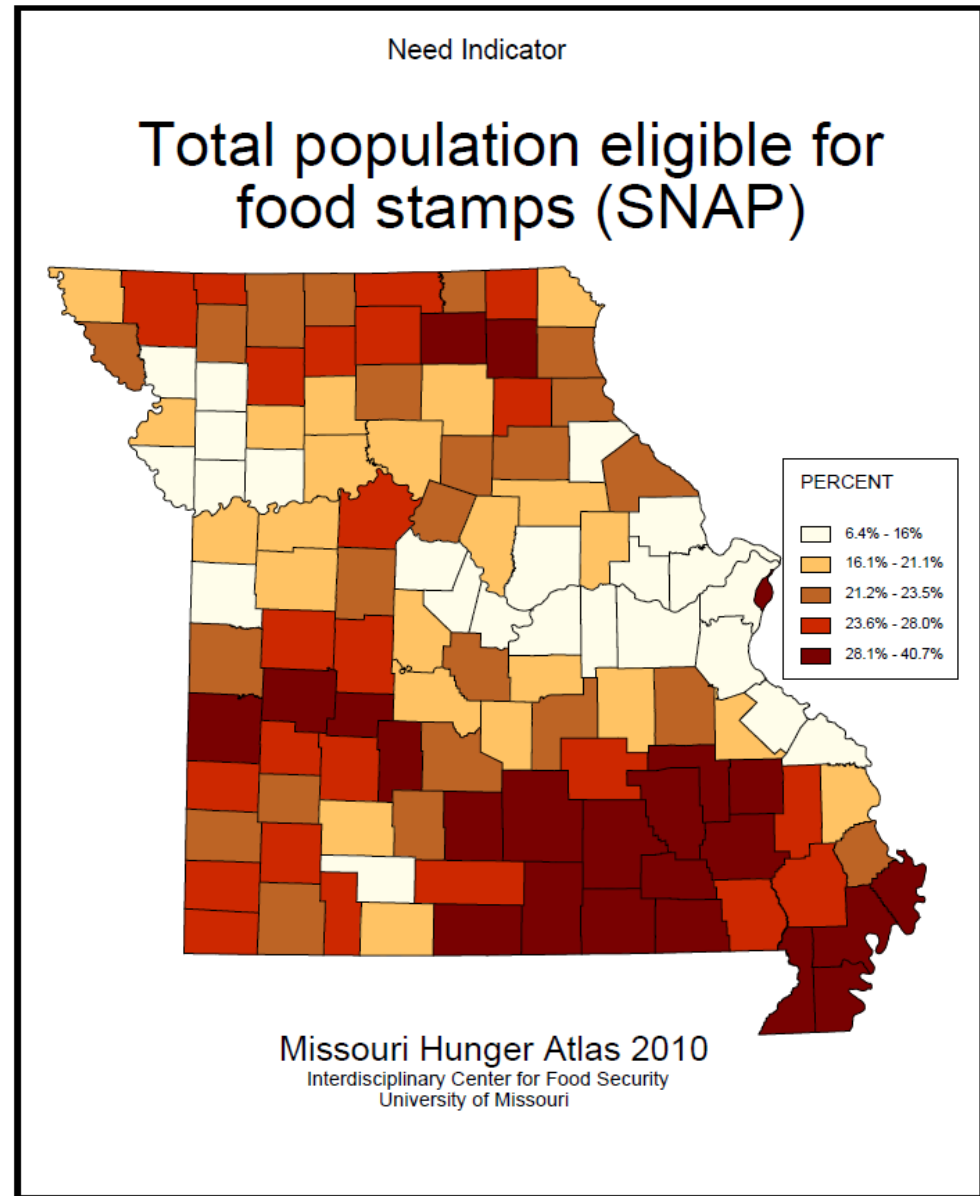 Need Indicator
Total population eligible for
food stamps (SNAP)
PERCENT
6.4% - 16%
16.1% - 21.1%
21.2% - 23.5%
23.6% - 28.0%
28.1% - 40.7%
Missouri Hunger Atlas 2010
Interdisciplinary Center for Food Security
University of Missouri